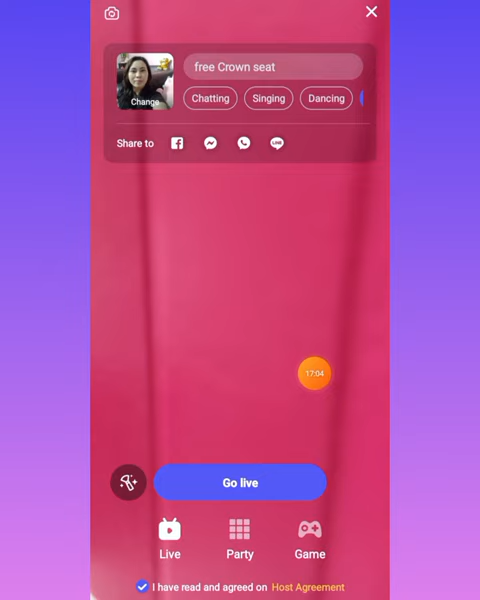 free Crown seat
Change
Chatting
Singing
Dancing
Share to
LINE
17:04
Go live
Live
Party
Game
I have read and agreed on Host Agreement